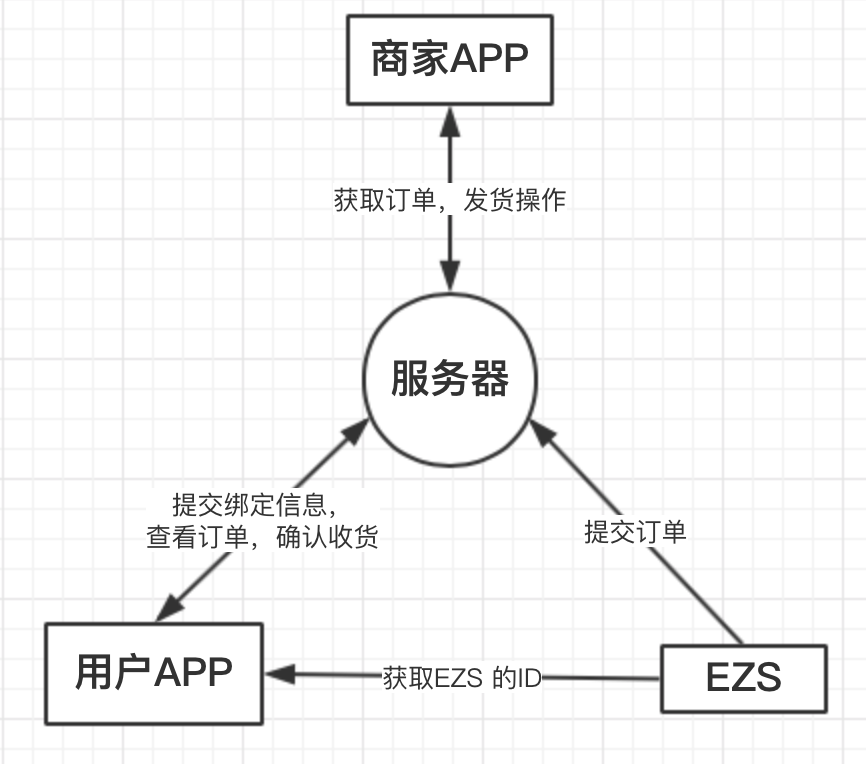 商家APP
获取订单，发货操作
服务器
提交绑定信息，
查看订单，确认收货
提交订单
用户APP
获取EZS 的ID
EZS